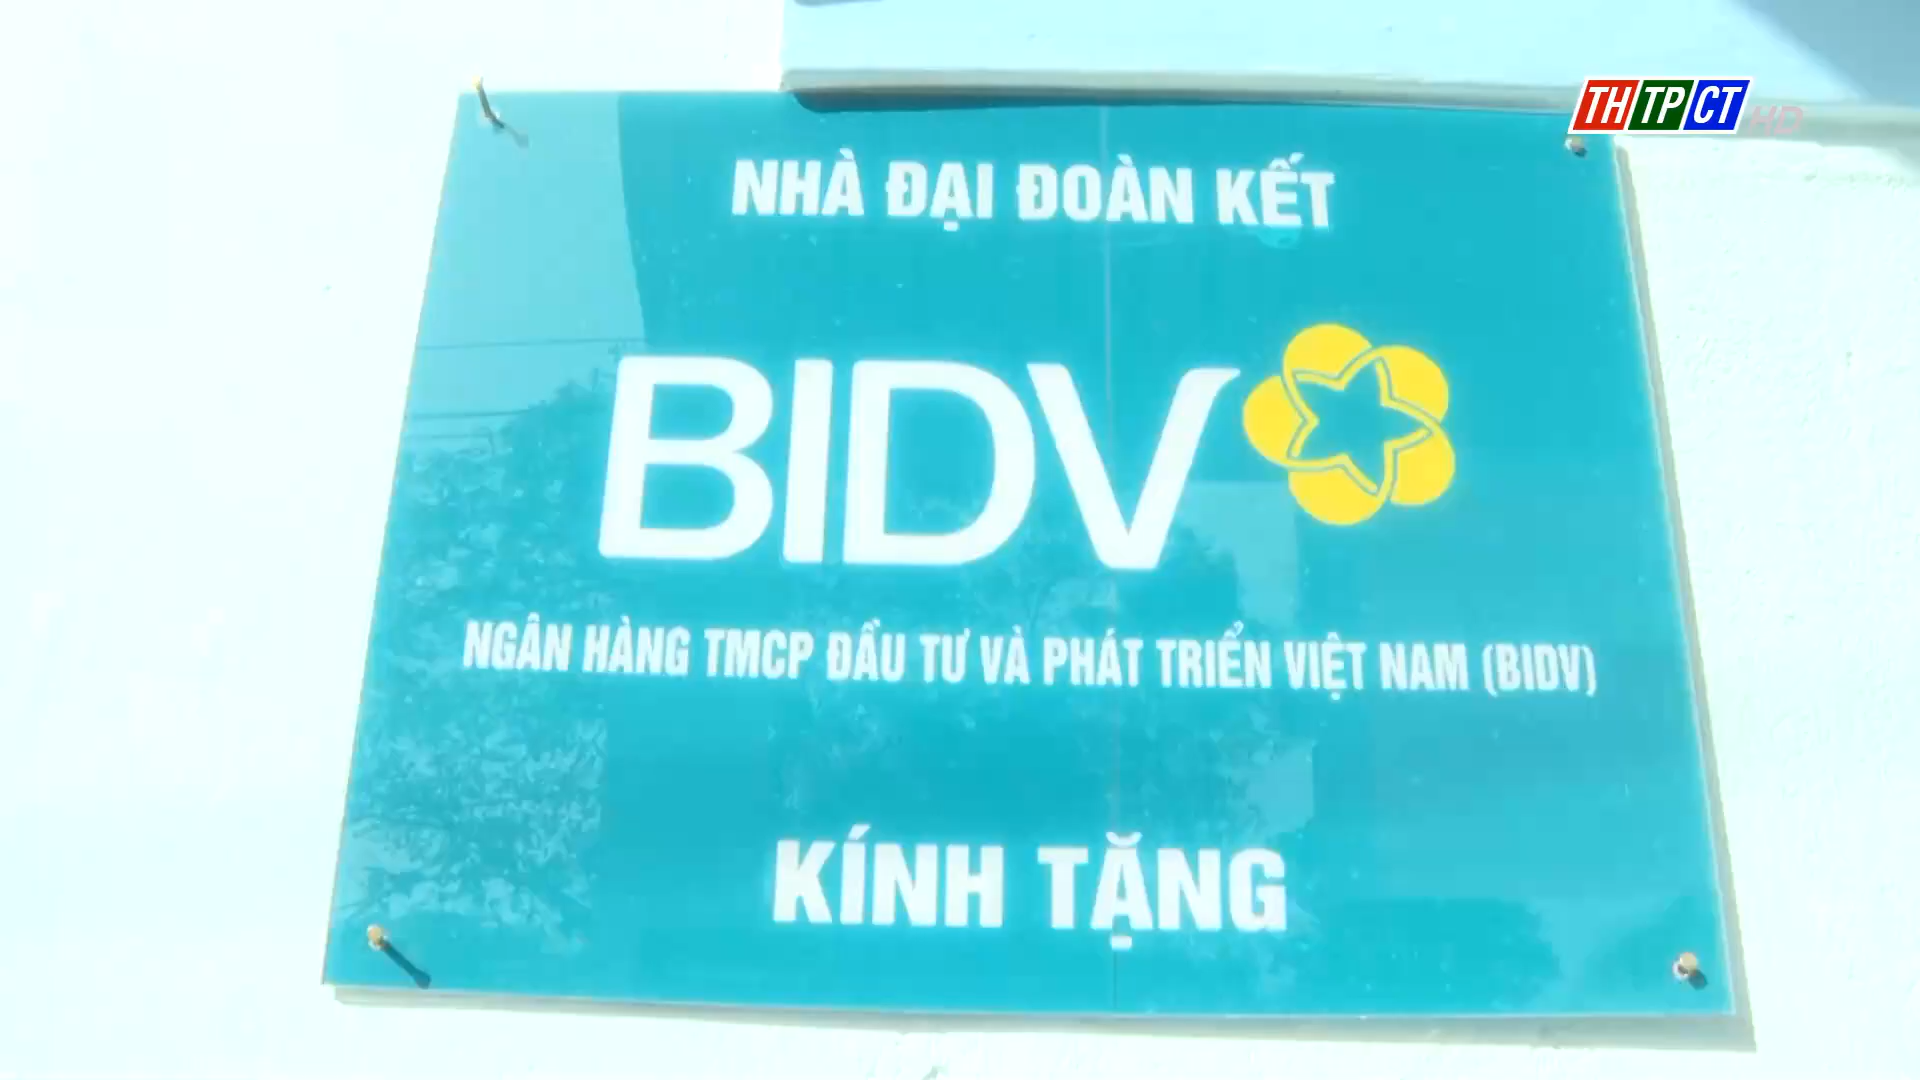 THTPCT HD
NHÀ ĐẠI ĐOÀN KẾT
BIDV
NGÂN HÀNG TMCP ĐẦU TƯ VÀ PHÁT TRIỂN VIỆT NAM (BIDV)
KÍNH TẶNG